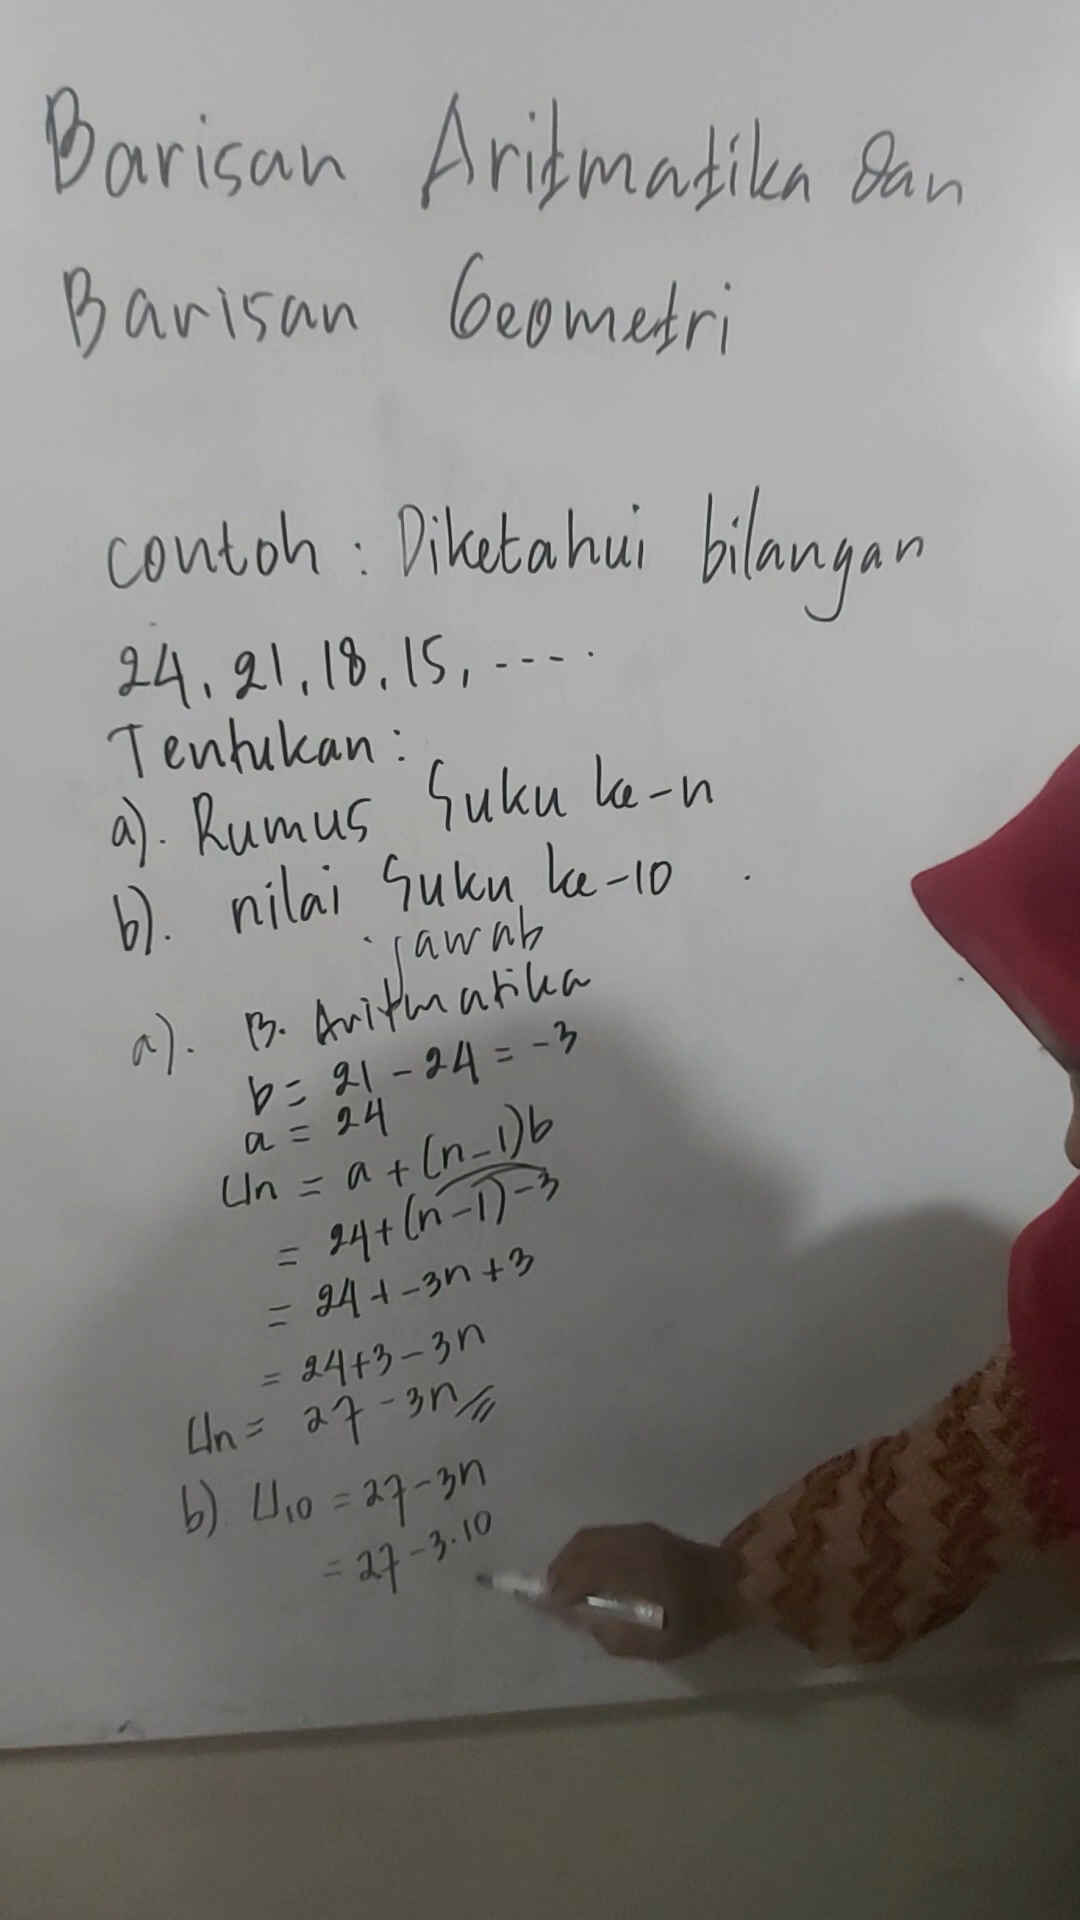 Barisan Aritmatika dan
Barisan Geometri
contoh : Diketahui bilangan
24, 21, 18, 15, ....
Tentukan :
a). Rumus Suku ke-n
b). nilai Suku ke-10
jawab
a). B. Aritmatika
b = 21 - 24 = -3
a = 24
Un = a + (n-1)b
= 24 + (n-1)-3
= 24 + -3n + 3
= 24+3-3n
Un = 27 - 3n //
b). U10 = 27-3n
= 27-3.10